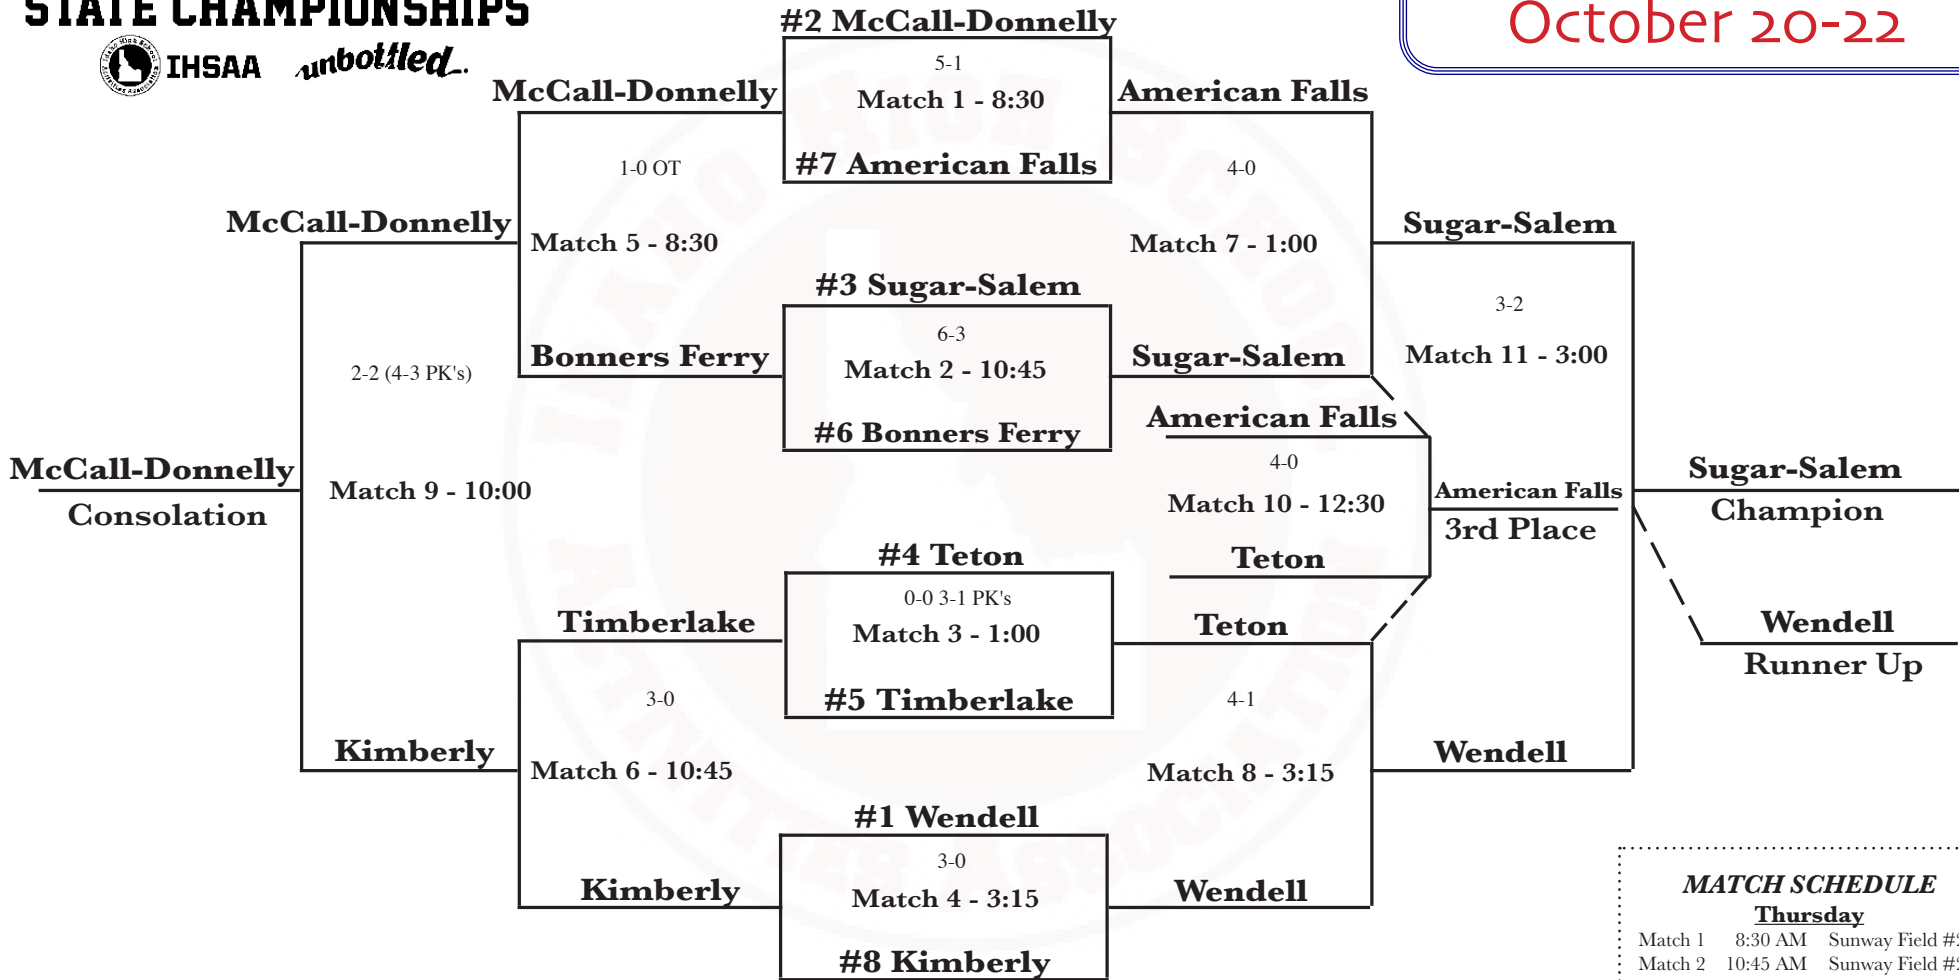 STATE CHAMPIONSHIPS
IHSAA unbottled...
October 20-22
#2 McCall-Donnelly
5-1
Match 1 - 8:30
#7 American Falls
McCall-Donnelly
American Falls
1-0 OT
4-0
McCall-Donnelly
Match 5 - 8:30
Match 7 - 1:00
Sugar-Salem
#3 Sugar-Salem
6-3
Match 2 - 10:45
#6 Bonners Ferry
Bonners Ferry
Sugar-Salem
3-2
Match 11 - 3:00
2-2 (4-3 PK's)
American Falls
4-0
Match 10 - 12:30
Teton
American Falls
3rd Place
McCall-Donnelly
Consolation
Match 9 - 10:00
Sugar-Salem
Champion
#4 Teton
0-0 3-1 PK's
Match 3 - 1:00
#5 Timberlake
Timberlake
Teton
Wendell
Runner Up
3-0
4-1
Kimberly
Match 6 - 10:45
Match 8 - 3:15
Wendell
#1 Wendell
3-0
Match 4 - 3:15
#8 Kimberly
Kimberly
Wendell
MATCH SCHEDULE
Thursday
Match 1 8:30 AM Sunway Field #2
Match 2 10:45 AM Sunway Field #2
IDAHO HIGH SCHOOL
ACTIVITIES ASSOCIATION